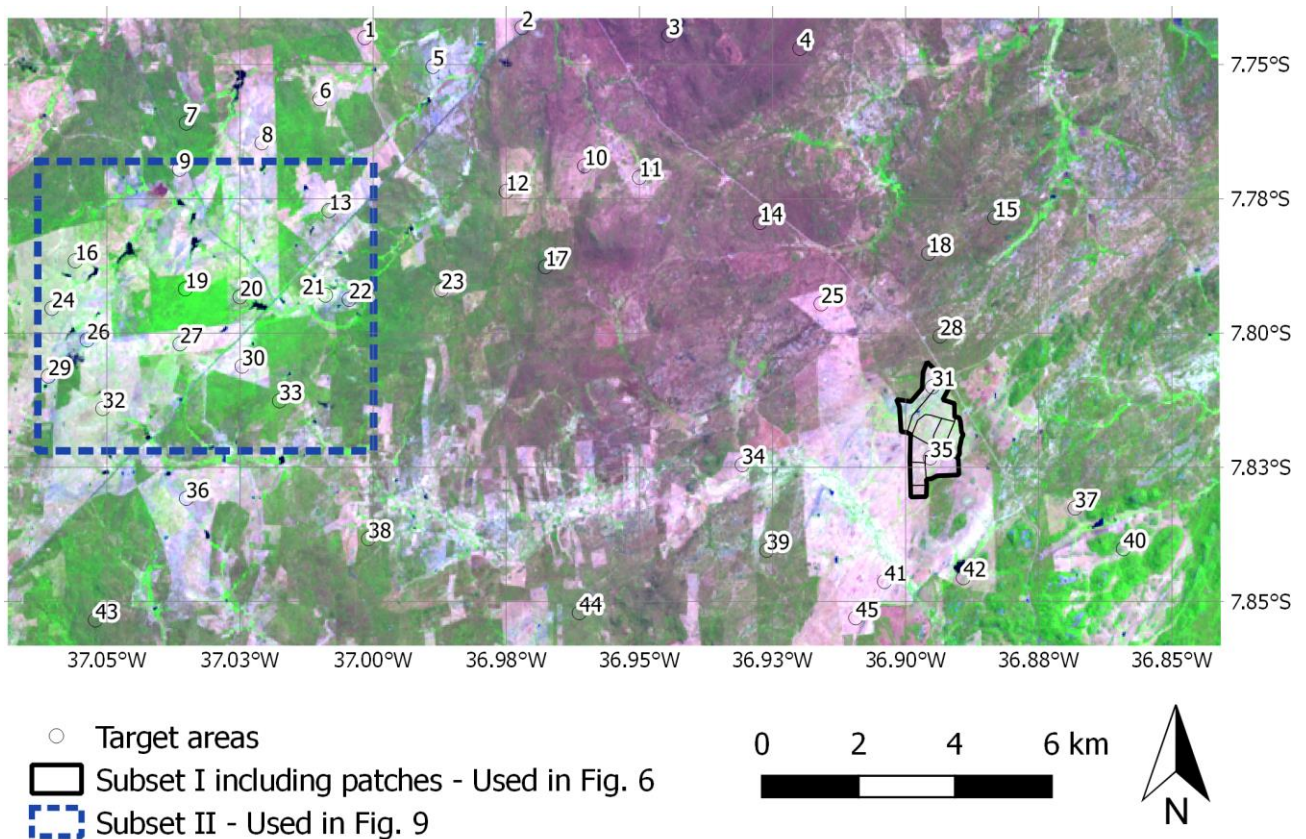 1 2 3 4
5
7.75°S
6
7
8
9 10 11
12
7.78°S
13
14 15
16 17 18
19 20 21 22 23
24 25
26 27 28
7.80°S
29 30 31
32 33
34 35
7.83°S
36 37
38 39 40
41 42
43 44 45
7.85°S
37.05°W 37.03°W 37.00°W 36.98°W 36.95°W 36.93°W 36.90°W 36.88°W 36.85°W
Target areas
Subset I including patches - Used in Fig. 6
Subset II - Used in Fig. 9
0 2 4 6 km
N